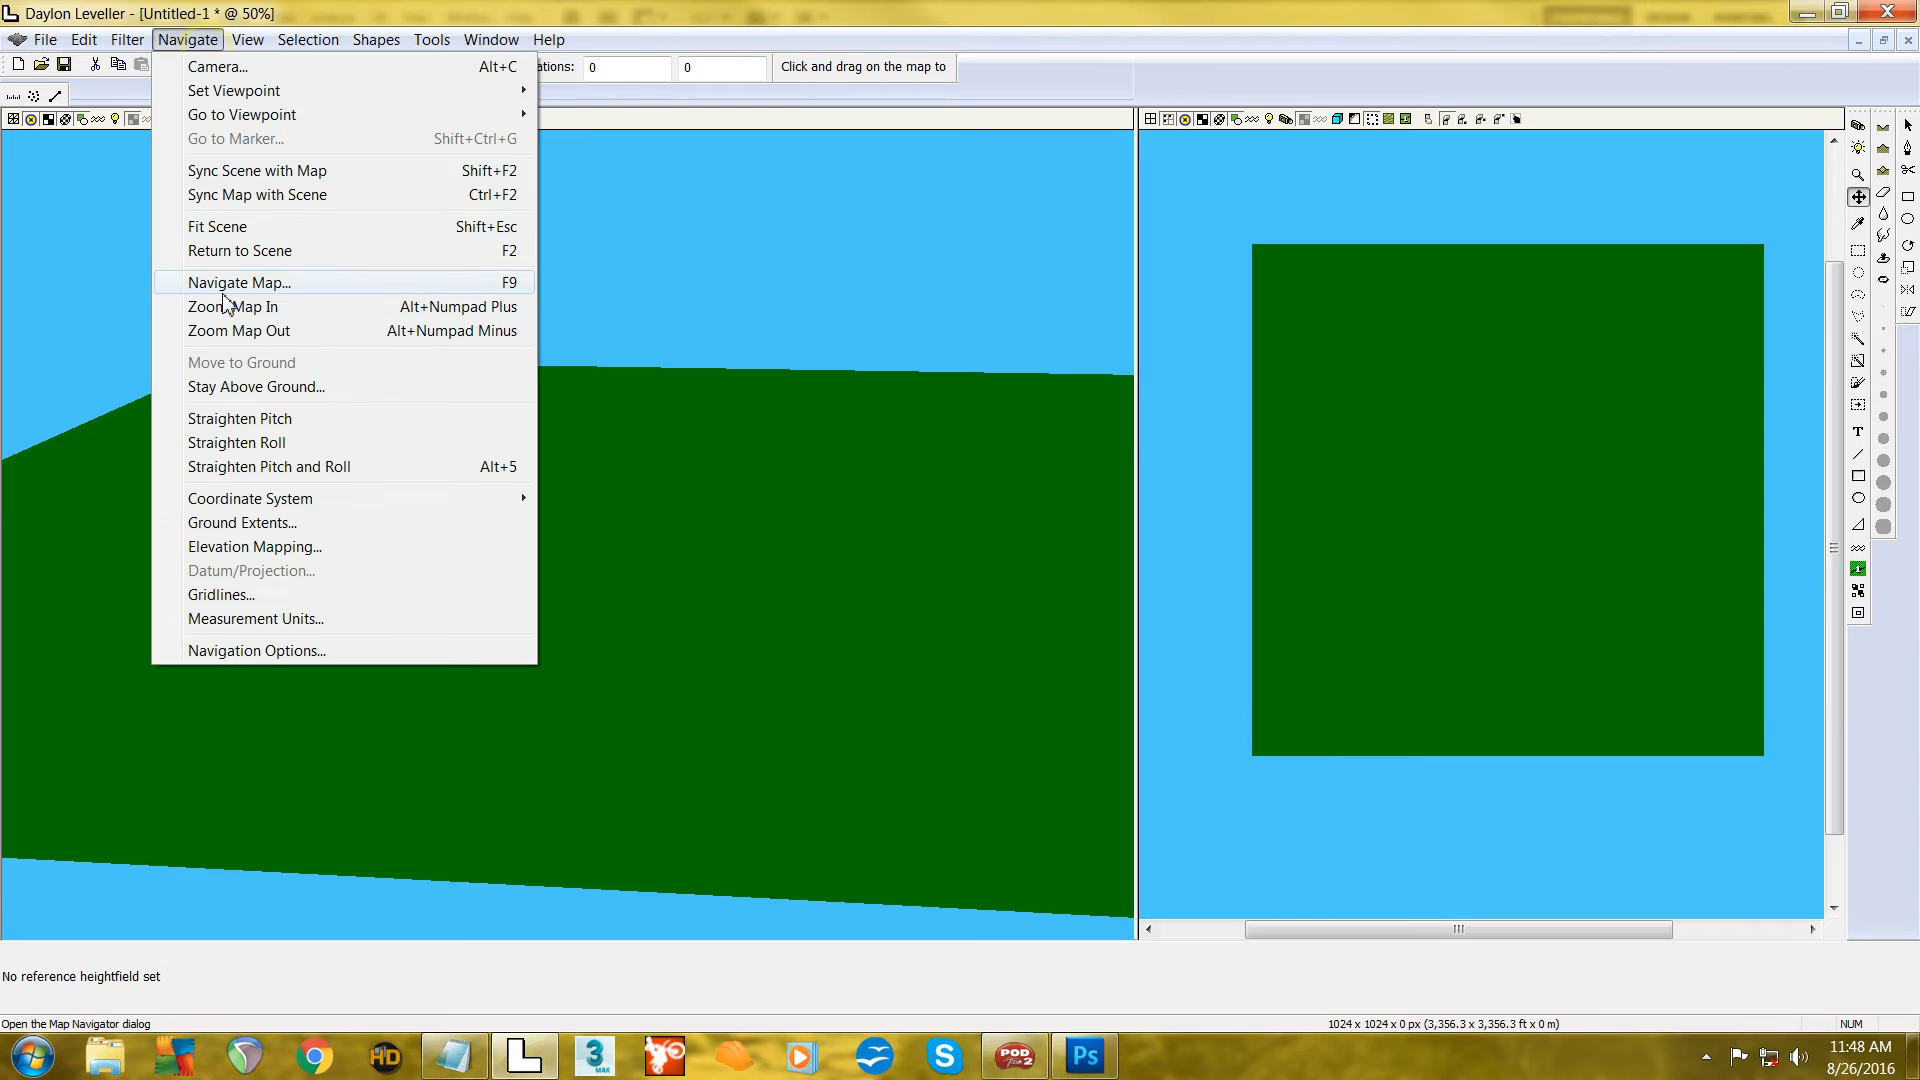 Daylon Leveller - [Untitled-1 * @ 50%]
File Edit Filter Navigate View Selection Shapes Tools Window Help
ations: 0 0 Click and drag on the map to
Camera... Alt+C
Set Viewpoint
Go to Viewpoint
Go to Marker... Shift+Ctrl+G
Sync Scene with Map Shift+F2
Sync Map with Scene Ctrl+F2
Fit Scene Shift+Esc
Return to Scene F2
Navigate Map... F9
Zoom Map In Alt+Numpad Plus
Zoom Map Out Alt+Numpad Minus
Move to Ground
Stay Above Ground...
Straighten Pitch
Straighten Roll
Straighten Pitch and Roll Alt+5
Coordinate System
Ground Extents...
Elevation Mapping...
Datum/Projection...
Gridlines...
Measurement Units...
Navigation Options...
No reference heightfield set
Open the Map Navigator dialog 1024 x 1024 x 0 px (3,356.3 x 3,356.3 ft x 0 m) NUM
HD L 3 MAX POD 2 S Ps
11:48 AM
8/26/2016